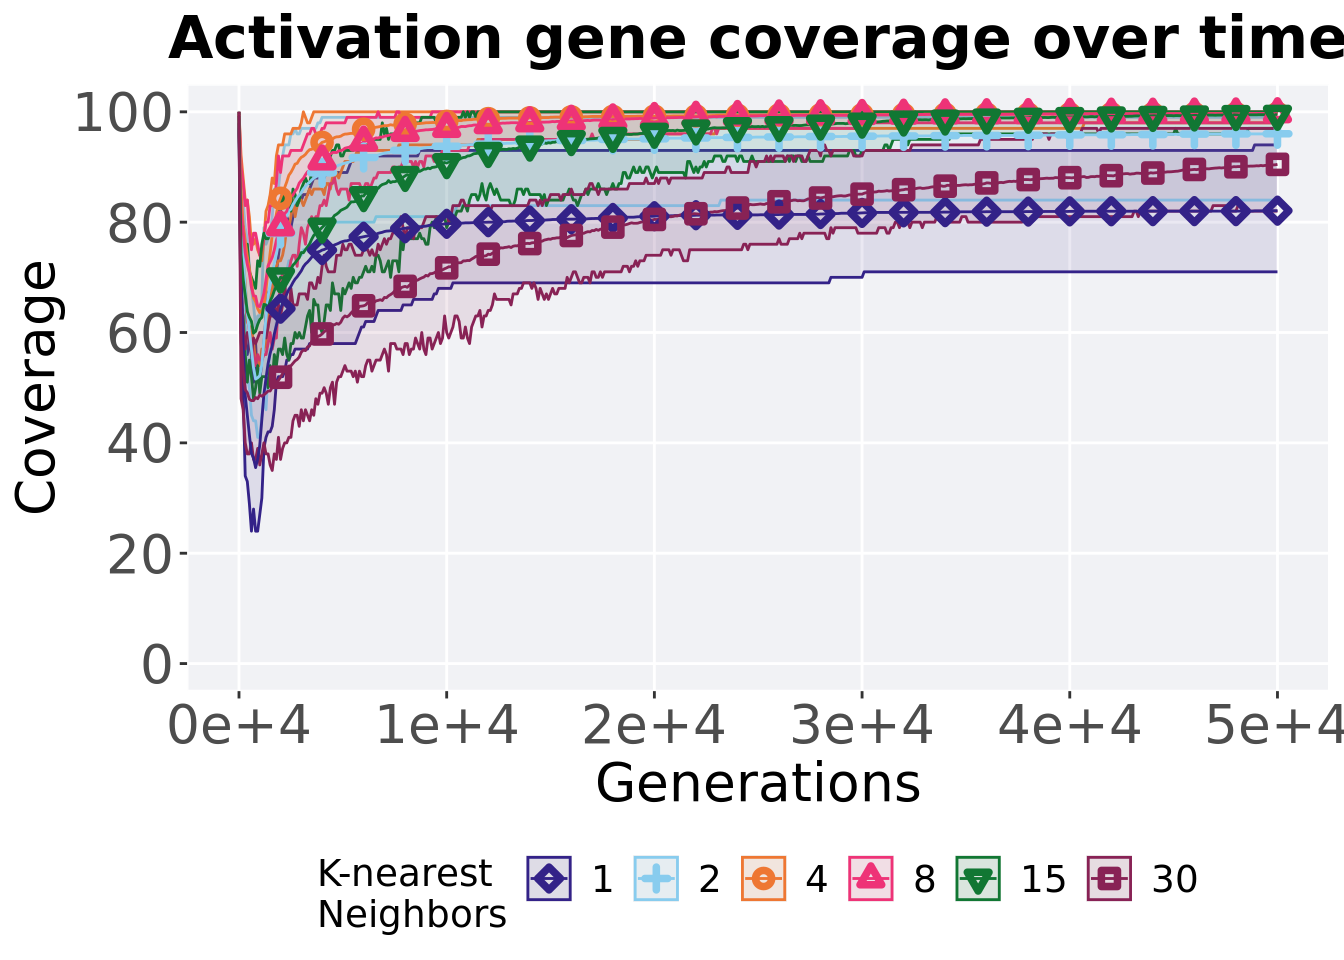 Activation gene coverage over time
Coverage
100
80
60
40
20
0
0e+4 1e+4 2e+4 3e+4 4e+4 5e+4
Generations
K-nearest
Neighbors
1 2 4 8 15 30